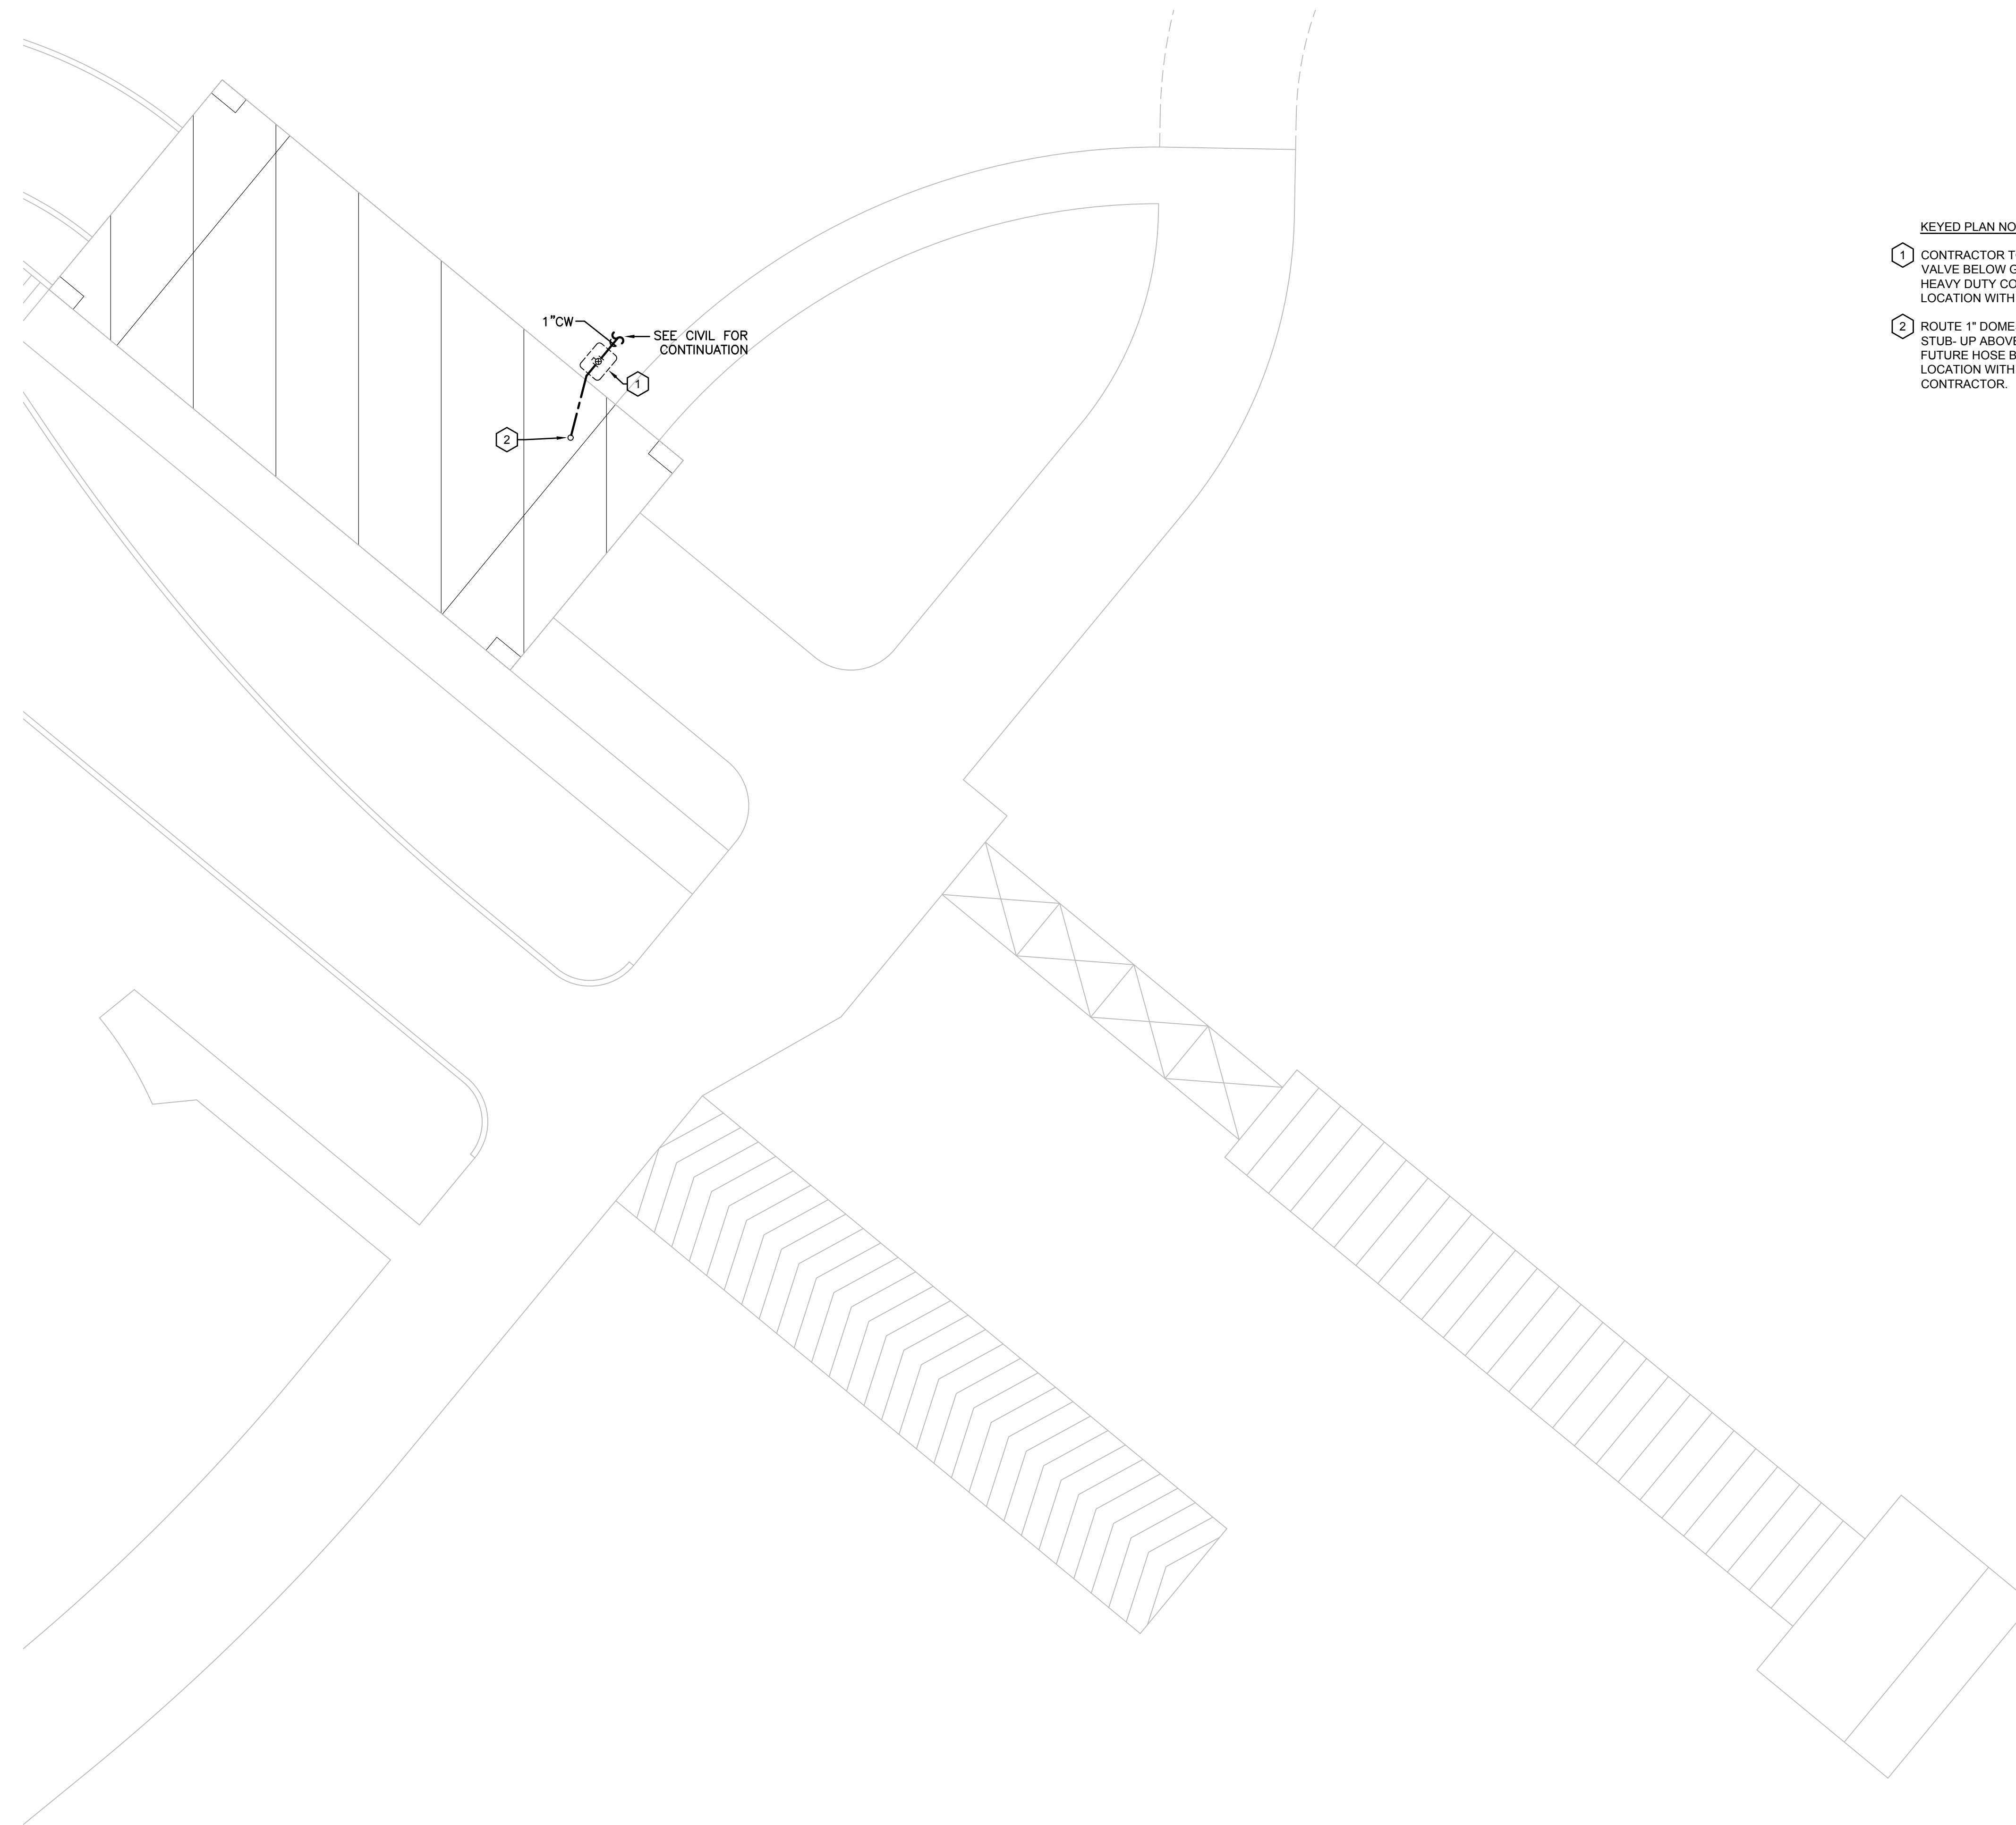 1"CW
SEE CIVIL FOR
CONTINUATION
1
2
KEYED PLAN NO
1 CONTRACTOR T
VALVE BELOW G
HEAVY DUTY CO
LOCATION WITH
2 ROUTE 1" DOME
STUB- UP ABOVE
FUTURE HOSE B
LOCATION WITH
CONTRACTOR.